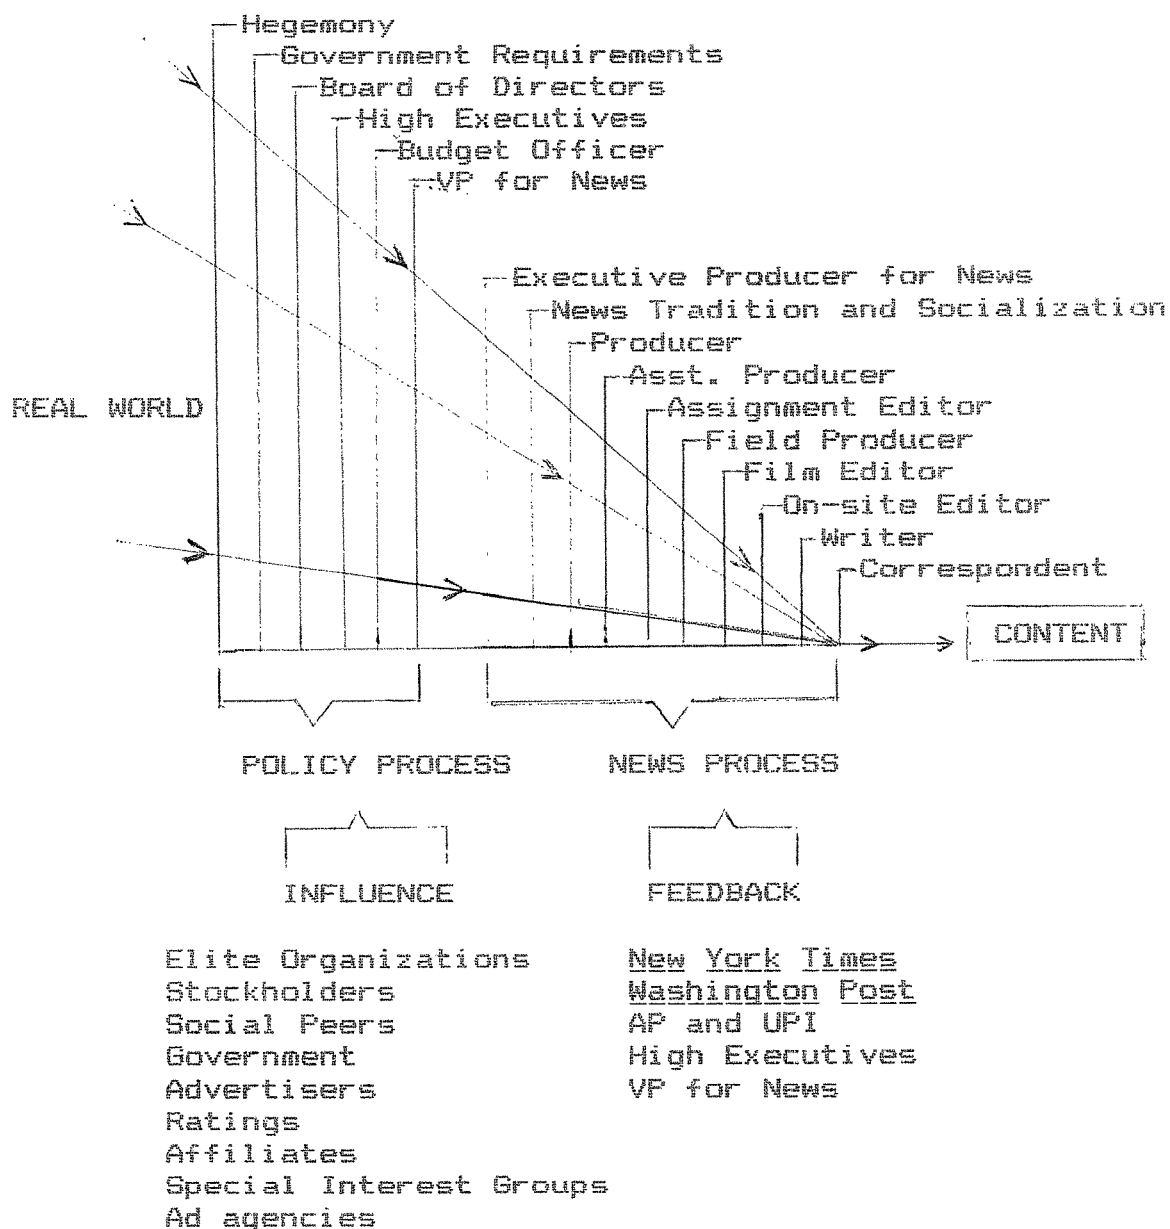 Hegemony
Government Requirements
Board of Directors
High Executives
Budget Officer
VP for News
Executive Producer for News
News Tradition and Socialization
Producer
Asst. Producer
REAL WORLD
Assignment Editor
Field Producer
Film Editor
On-site Editor
Writer
Correspondent
CONTENT
POLICY PROCESS
NEWS PROCESS
INFLUENCE
FEEDBACK
Elite Organizations
Stockholders
Social Peers
Government
Advertisers
Ratings
Affiliates
Special Interest Groups
Ad agencies
New York Times
Washington Post
AP and UPI
High Executives
VP for News